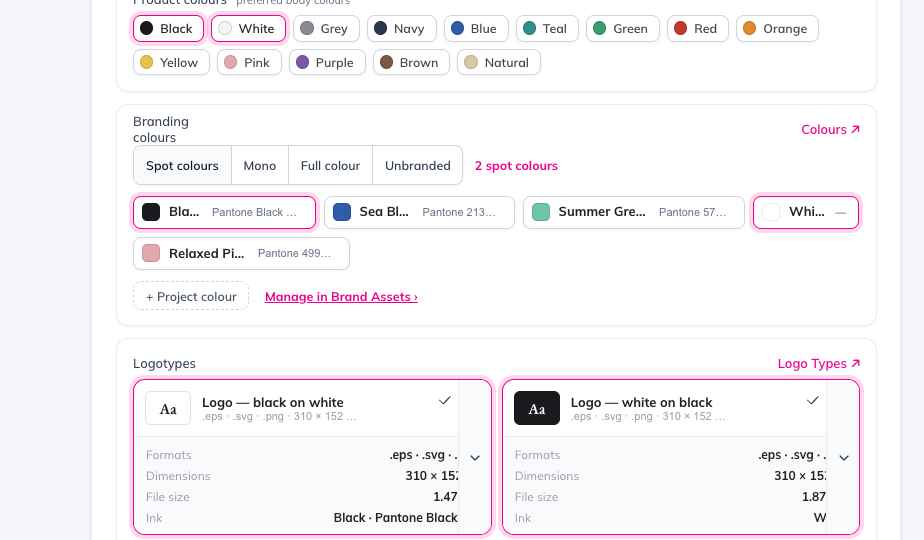 Product colours preferred body colours
Black White Grey Navy Blue Teal Green Red Orange
Yellow Pink Purple Brown Natural
Branding colours
Colours ↗
Spot colours Mono Full colour Unbranded 2 spot colours
Bla... Pantone Black ... Sea Bl... Pantone 213... Summer Gre... Pantone 57... Whi... —
Relaxed Pi... Pantone 499...
+ Project colour Manage in Brand Assets ›
Logotypes Logo Types ↗
Aa Logo — black on white
.eps · .svg · .png · 310 × 152 ...
Formats .eps · .svg · .
Dimensions 310 × 152
File size 1.47
Ink Black · Pantone Black
Aa Logo — white on black
.eps · .svg · .png · 310 × 152 ...
Formats .eps · .svg · .
Dimensions 310 × 152
File size 1.87
Ink W